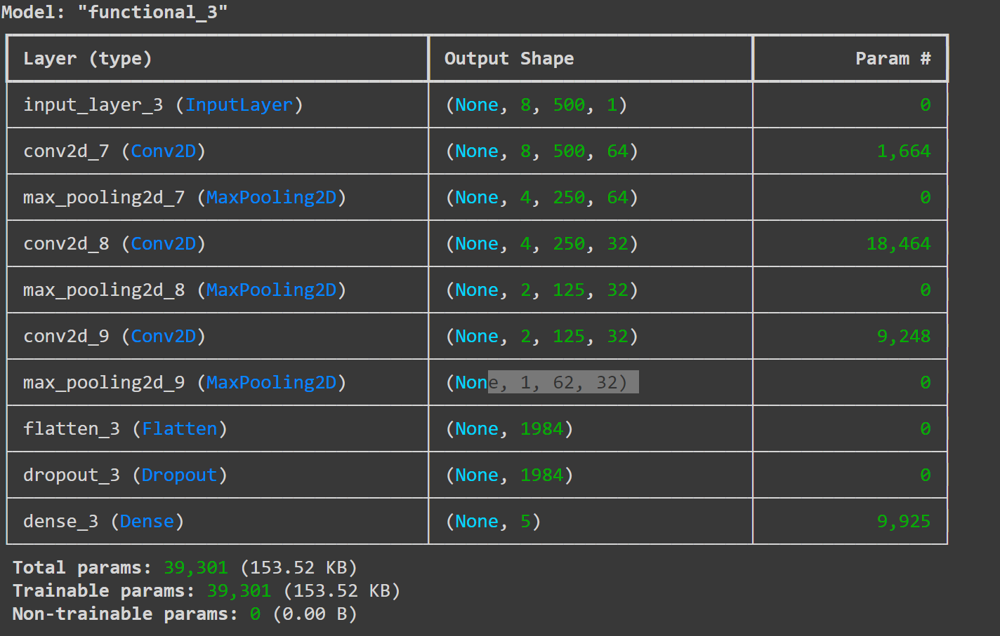 Model: "functional_3"
Layer (type) Output Shape Param #
input_layer_3 (InputLayer) (None, 8, 500, 1) 0
conv2d_7 (Conv2D) (None, 8, 500, 64) 1,664
max_pooling2d_7 (MaxPooling2D) (None, 4, 250, 64) 0
conv2d_8 (Conv2D) (None, 4, 250, 32) 18,464
max_pooling2d_8 (MaxPooling2D) (None, 2, 125, 32) 0
conv2d_9 (Conv2D) (None, 2, 125, 32) 9,248
max_pooling2d_9 (MaxPooling2D) (None, 1, 62, 32) 0
flatten_3 (Flatten) (None, 1984) 0
dropout_3 (Dropout) (None, 1984) 0
dense_3 (Dense) (None, 5) 9,925
Total params: 39,301 (153.52 KB)
Trainable params: 39,301 (153.52 KB)
Non-trainable params: 0 (0.00 B)